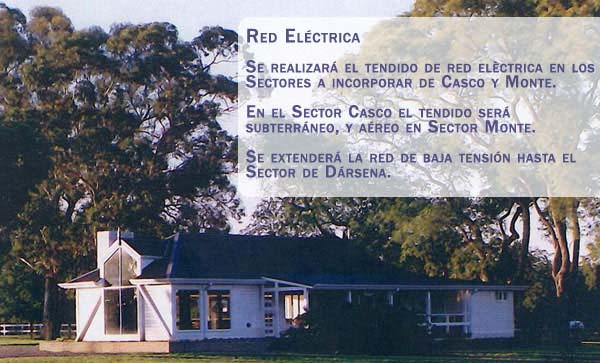 Red Eléctrica
Se realizará el tendido de red elèctrica en los
Sectores a incorporar de Casco y Monte.
En el Sector Casco el tendido será
subterráneo, y aéreo en Sector Monte.
Se extenderá la red de baja tensión hasta el
Sector de Dársena.